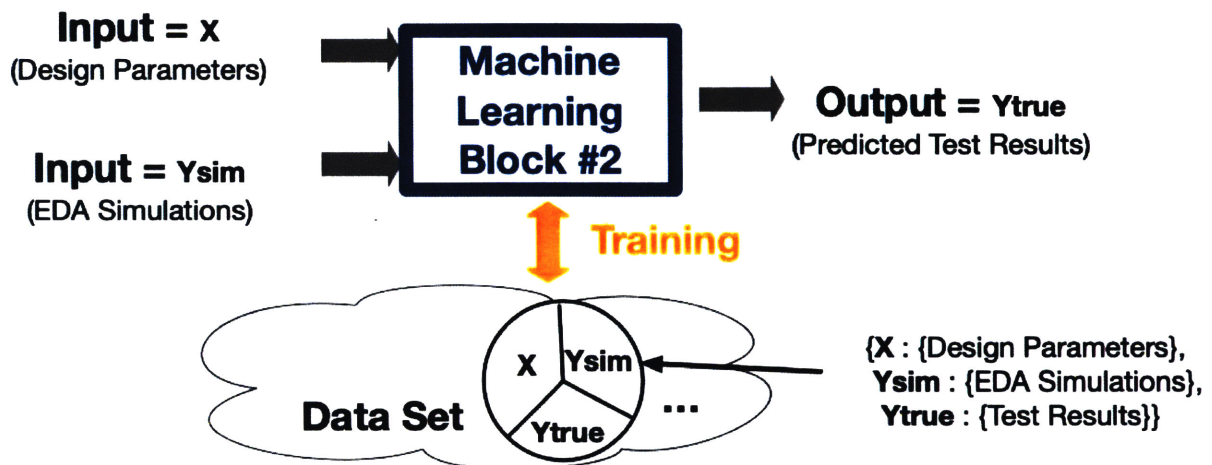 Input = X
(Design Parameters)
Input = Ysim
(EDA Simulations)
Machine
Learning
Block #2
Output = Ytrue
(Predicted Test Results)
Training
X
Ysim
Ytrue
Data Set
...
{X : {Design Parameters},
Ysim : {EDA Simulations},
Ytrue : {Test Results}}